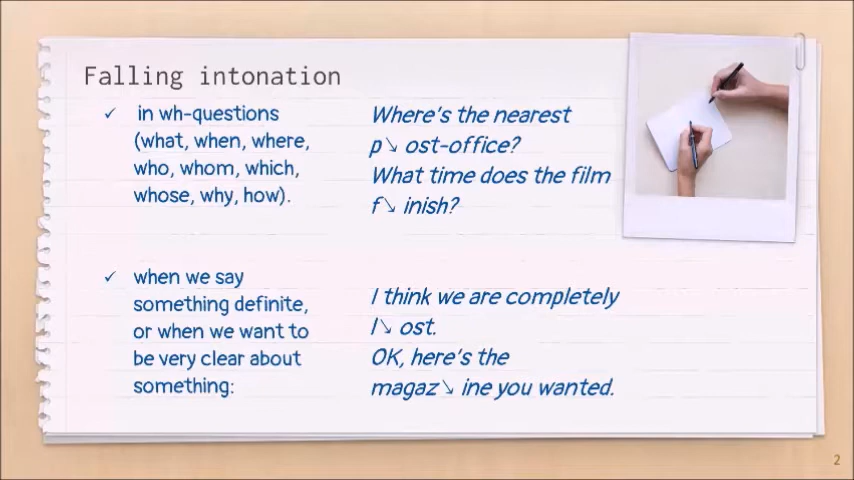 Falling intonation
✓ in wh-questions
(what, when, where,
who, whom, which,
whose, why, how).
Where's the nearest
p↘ ost-office?
What time does the film
f↘ inish?
✓ when we say
something definite,
or when we want to
be very clear about
something:
I think we are completely
l↘ ost.
OK, here's the
magaz↘ ine you wanted.
2